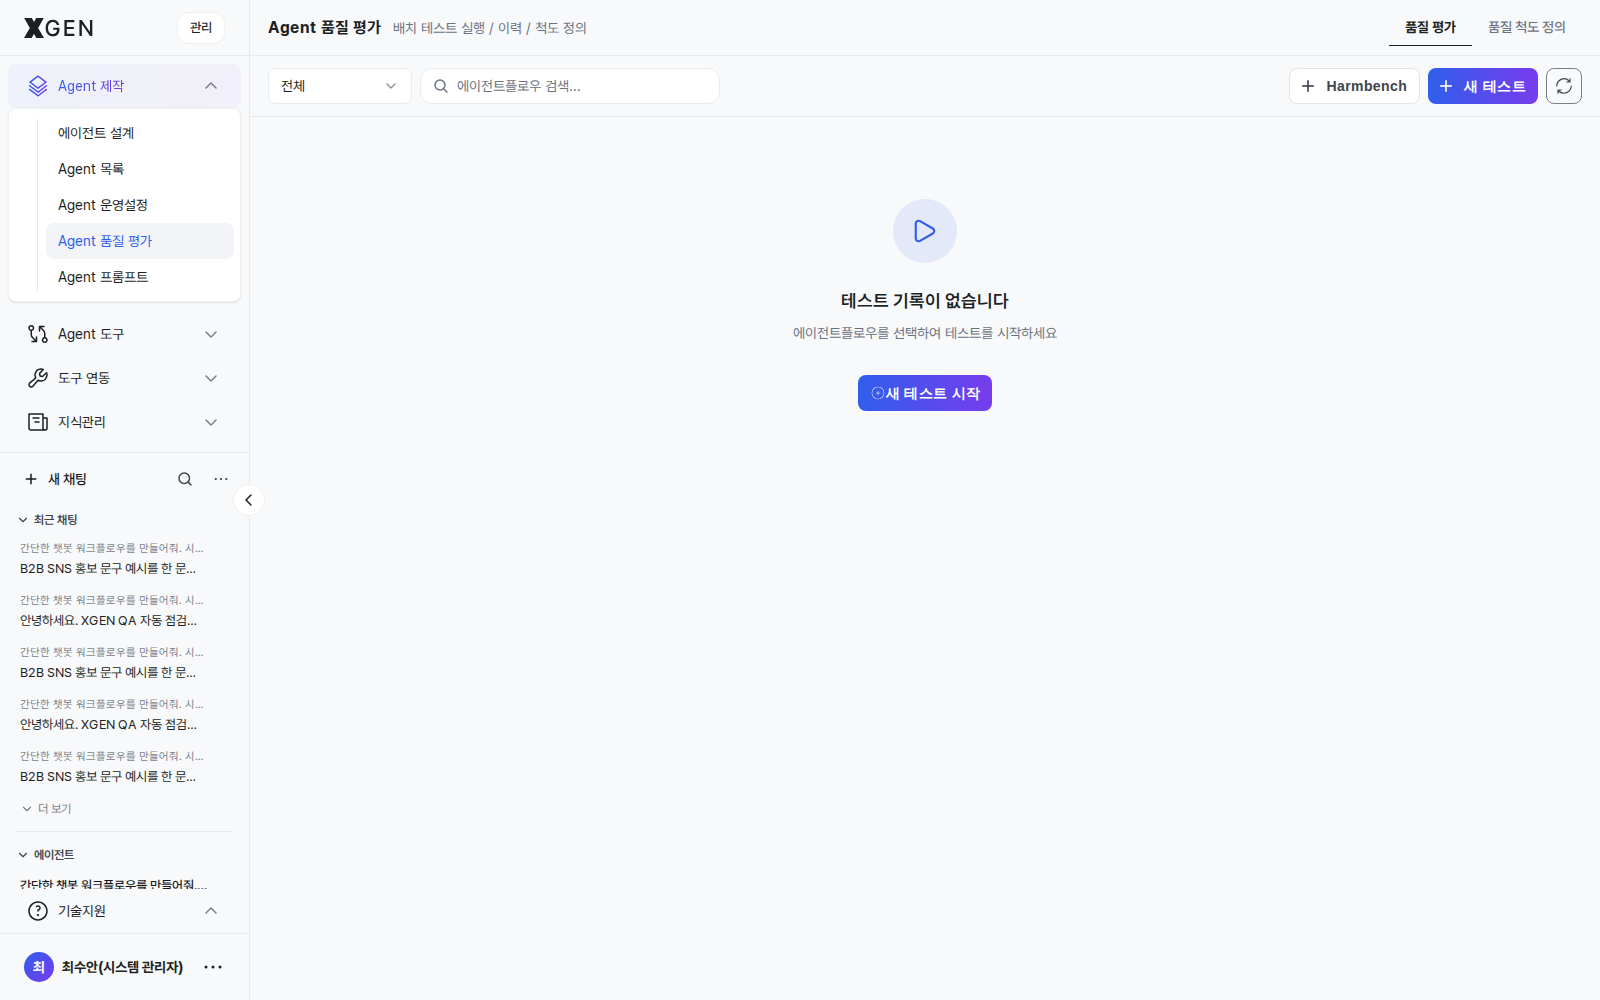 XGEN
관리
Agent 제작
에이전트 설계
Agent 목록
Agent 운영설정
Agent 품질 평가
Agent 프롬프트
Agent 도구
도구 연동
지식관리
새 채팅
최근 채팅
간단한 챗봇 워크플로우를 만들어줘. 시...
B2B SNS 홍보 문구 예시를 한 문...
간단한 챗봇 워크플로우를 만들어줘. 시...
안녕하세요. XGEN QA 자동 점검...
간단한 챗봇 워크플로우를 만들어줘. 시...
B2B SNS 홍보 문구 예시를 한 문...
간단한 챗봇 워크플로우를 만들어줘. 시...
안녕하세요. XGEN QA 자동 점검...
간단한 챗봇 워크플로우를 만들어줘. 시...
B2B SNS 홍보 문구 예시를 한 문...
더 보기
에이전트
간단한 챗봇 워크플로우를 만들어줘....
기술지원
최 최수안(시스템 관리자)
Agent 품질 평가 배치 테스트 실행 / 이력 / 척도 정의
품질 평가 품질 척도 정의
전체 에이전트플로우 검색... Harmbench 새 테스트
테스트 기록이 없습니다
에이전트플로우를 선택하여 테스트를 시작하세요
새 테스트 시작